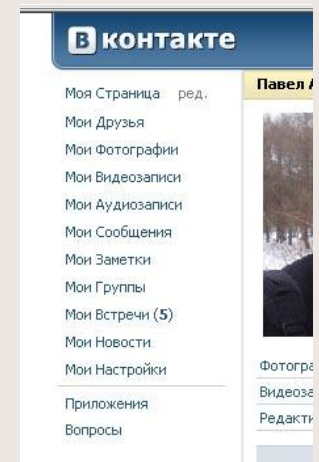 В контакте
Павел
Моя Страница ред.
Мои Друзья
Мои Фотографии
Мои Видеозаписи
Мои Аудиозаписи
Мои Сообщения
Мои Заметки
Мои Группы
Мои Встречи (5)
Мои Новости
Мои Настройки
Приложения
Вопросы